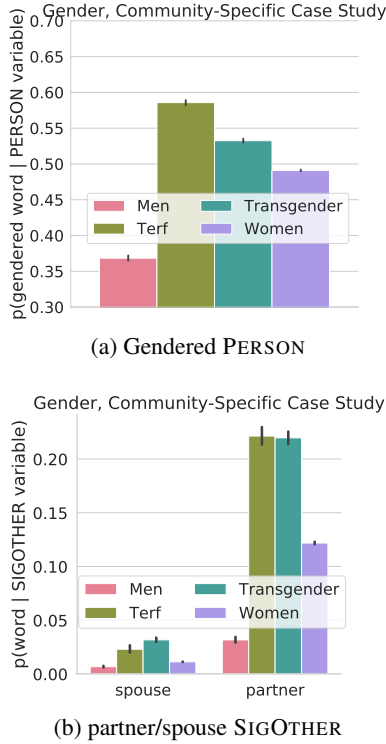 Gender, Community-Specific Case Study
0.70
0.60
0.55
0.50
0.45
0.40
0.35
0.30
p(gendered word | PERSON variable)
Men
Transgender
Terf
Women
(a) Gendered PERSON
Gender, Community-Specific Case Study
0.20
0.15
0.10
0.05
0.00
p(word | SIGOTHER variable)
Men
Transgender
Terf
Women
spouse
partner
(b) partner/spouse SIGOTHER